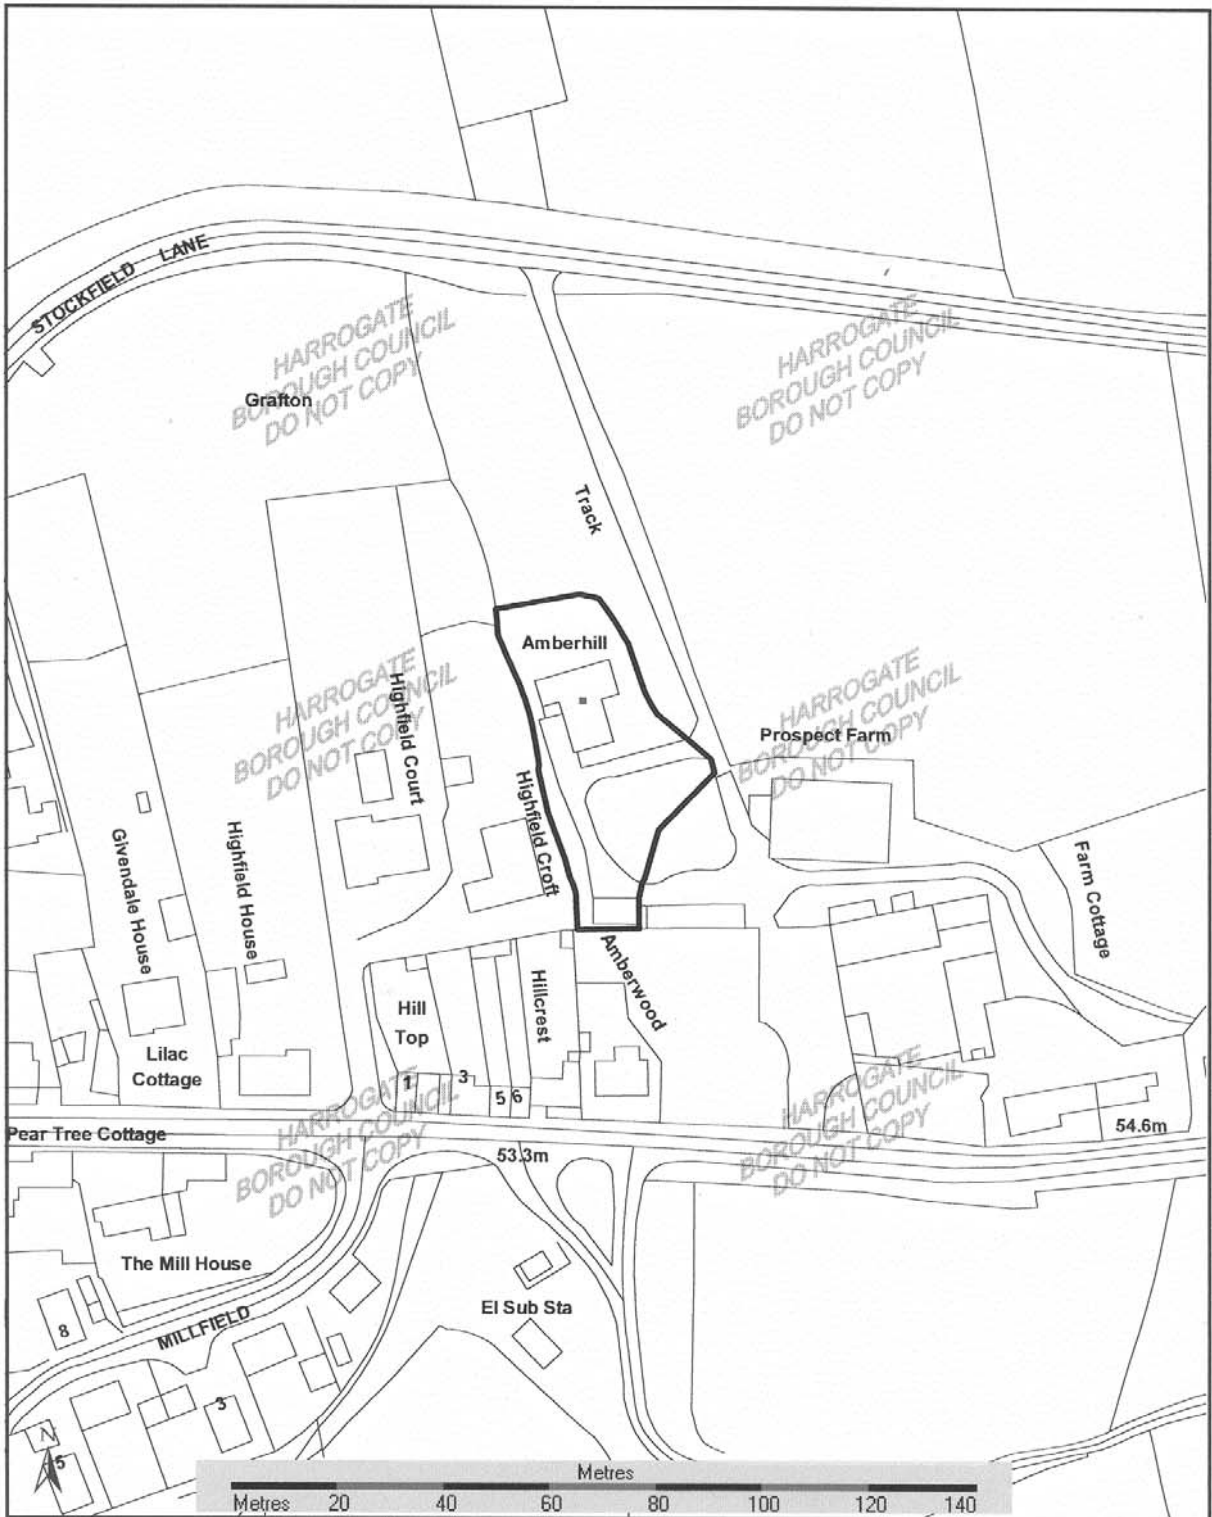 STOCKFIELD LANE
HARROGATE
BOROUGH COUNCIL
DO NOT COPY
HARROGATE
BOROUGH COUNCIL
DO NOT COPY
Grafton
Track
Amberhill
HARROGATE
BOROUGH COUNCIL
DO NOT COPY
HARROGATE
BOROUGH COUNCIL
DO NOT COPY
Highfield Court
Prospect Farm
Highfield Croft
Givendale House
Highfield House
Farm Cottage
Amberwood
Hillcrest
Hill
Top
Lilac
Cottage
1
3
5
6
HARROGATE
BOROUGH COUNCIL
DO NOT COPY
HARROGATE
BOROUGH COUNCIL
DO NOT COPY
Pear Tree Cottage
54.6m
53.3m
The Mill House
El Sub Sta
8
MILLFIELD
3
N
5
Metres
Metres 20 40 60 80 100 120 140